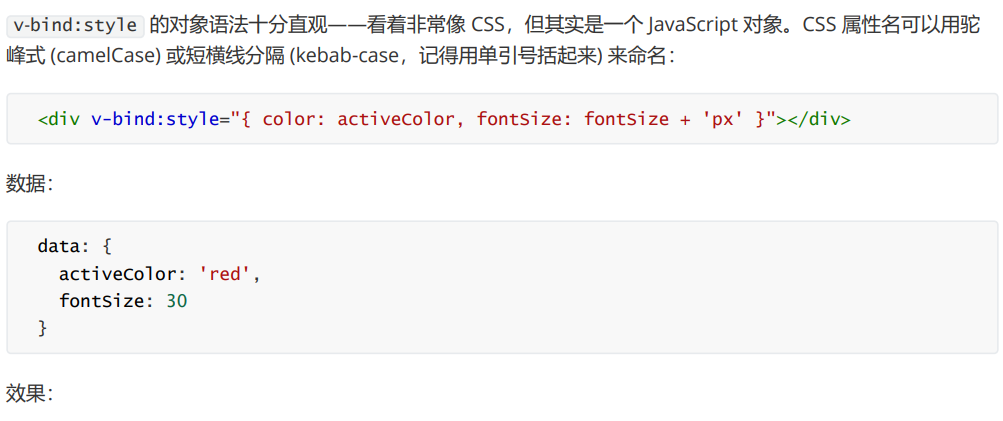 v-bind:style 的对象语法十分直观——看着非常像 CSS，但其实是一个 JavaScript 对象。CSS 属性名可以用驼
峰式 (camelCase) 或短横线分隔 (kebab-case，记得用单引号括起来) 来命名：
<div v-bind:style="{ color: activeColor, fontSize: fontSize + 'px' }"></div>
数据：
data: {
  activeColor: 'red',
  fontSize: 30
}
效果：